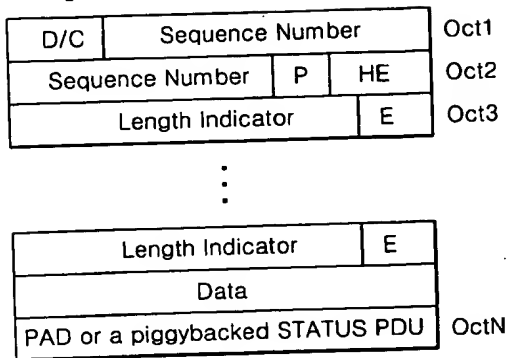 D/C Sequence Number Oct1
Sequence Number P HE Oct2
Length Indicator E Oct3
Length Indicator E
Data
PAD or a piggybacked STATUS PDU OctN